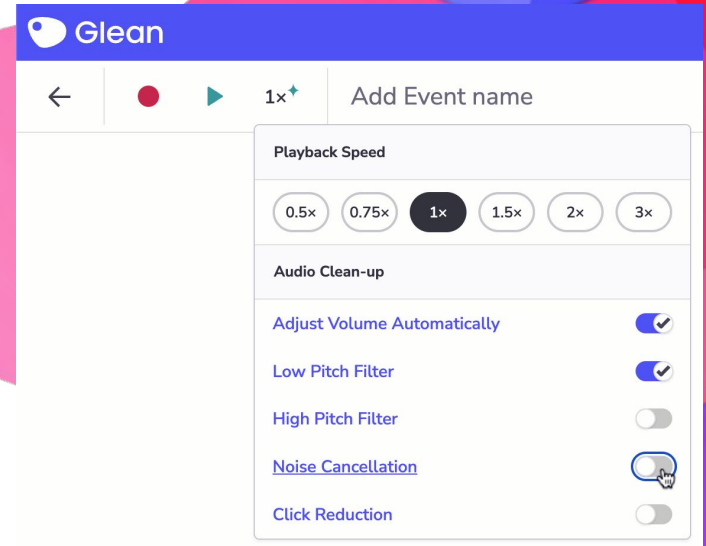 Glean
1×
Add Event name
Playback Speed
0.5×
0.75×
1×
1.5×
2×
3×
Audio Clean-up
Adjust Volume Automatically
Low Pitch Filter
High Pitch Filter
Noise Cancellation
Click Reduction